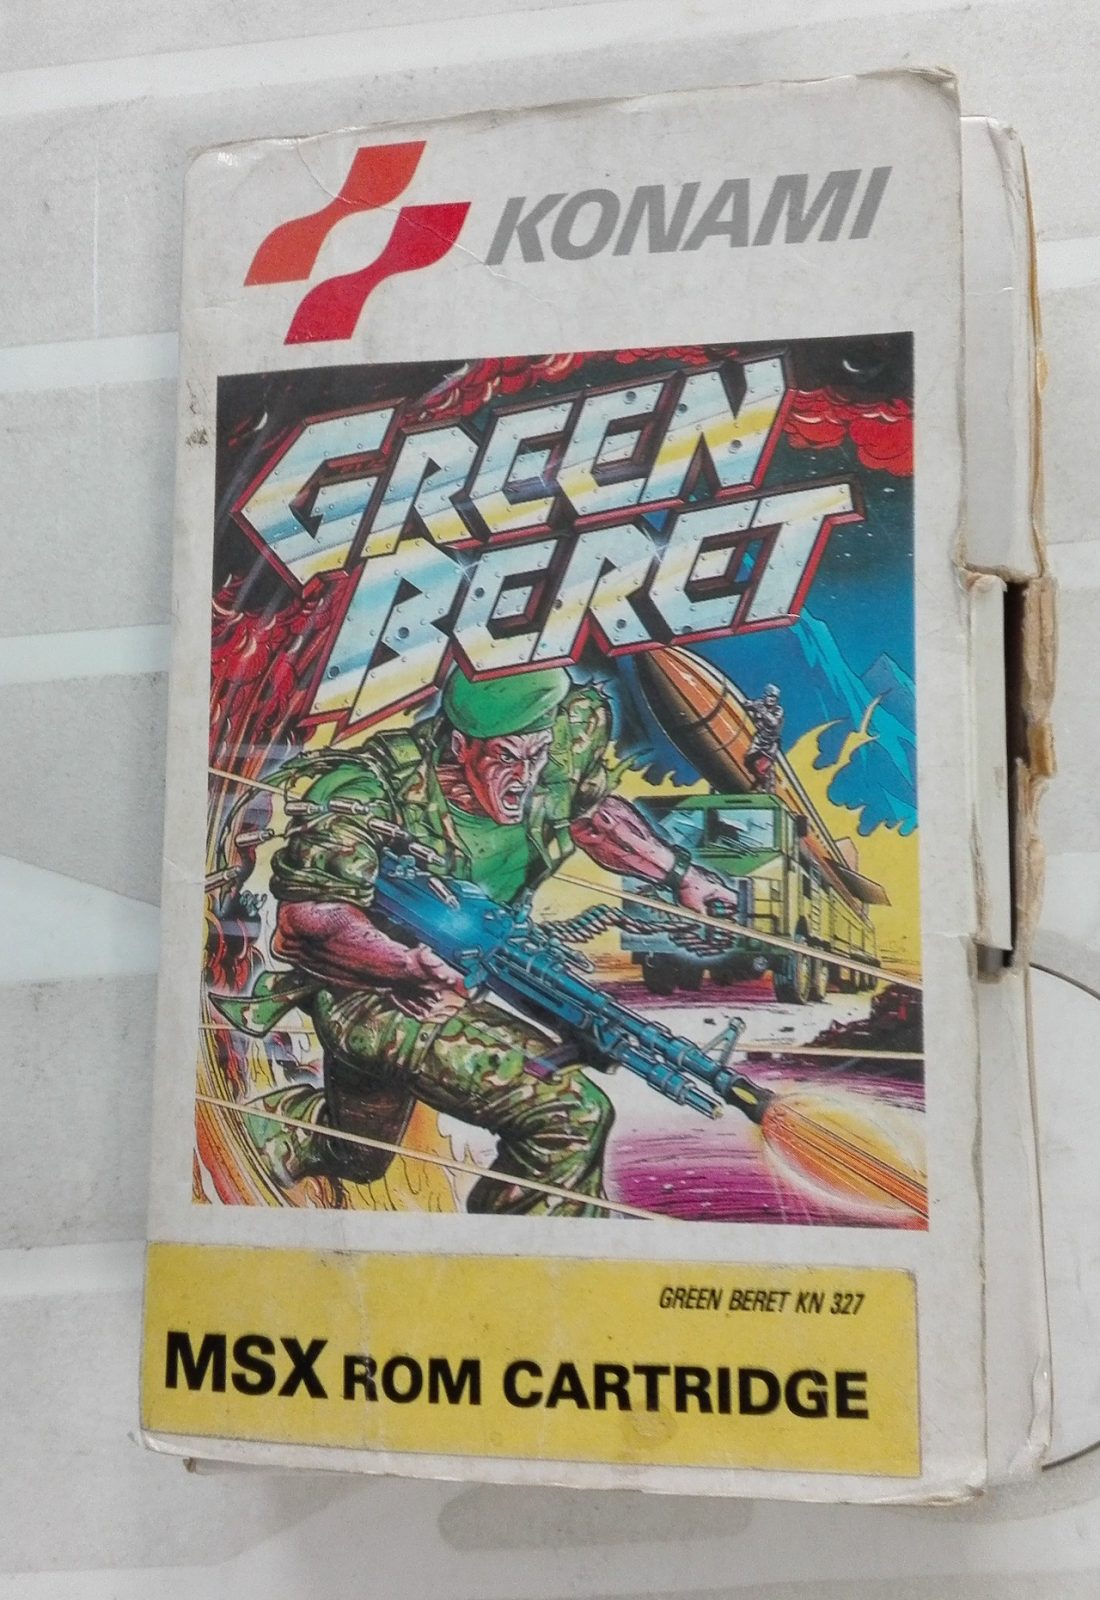 KONAMI
GREEN
BERET
GREEN BERET KN 327
MSX ROM CARTRIDGE